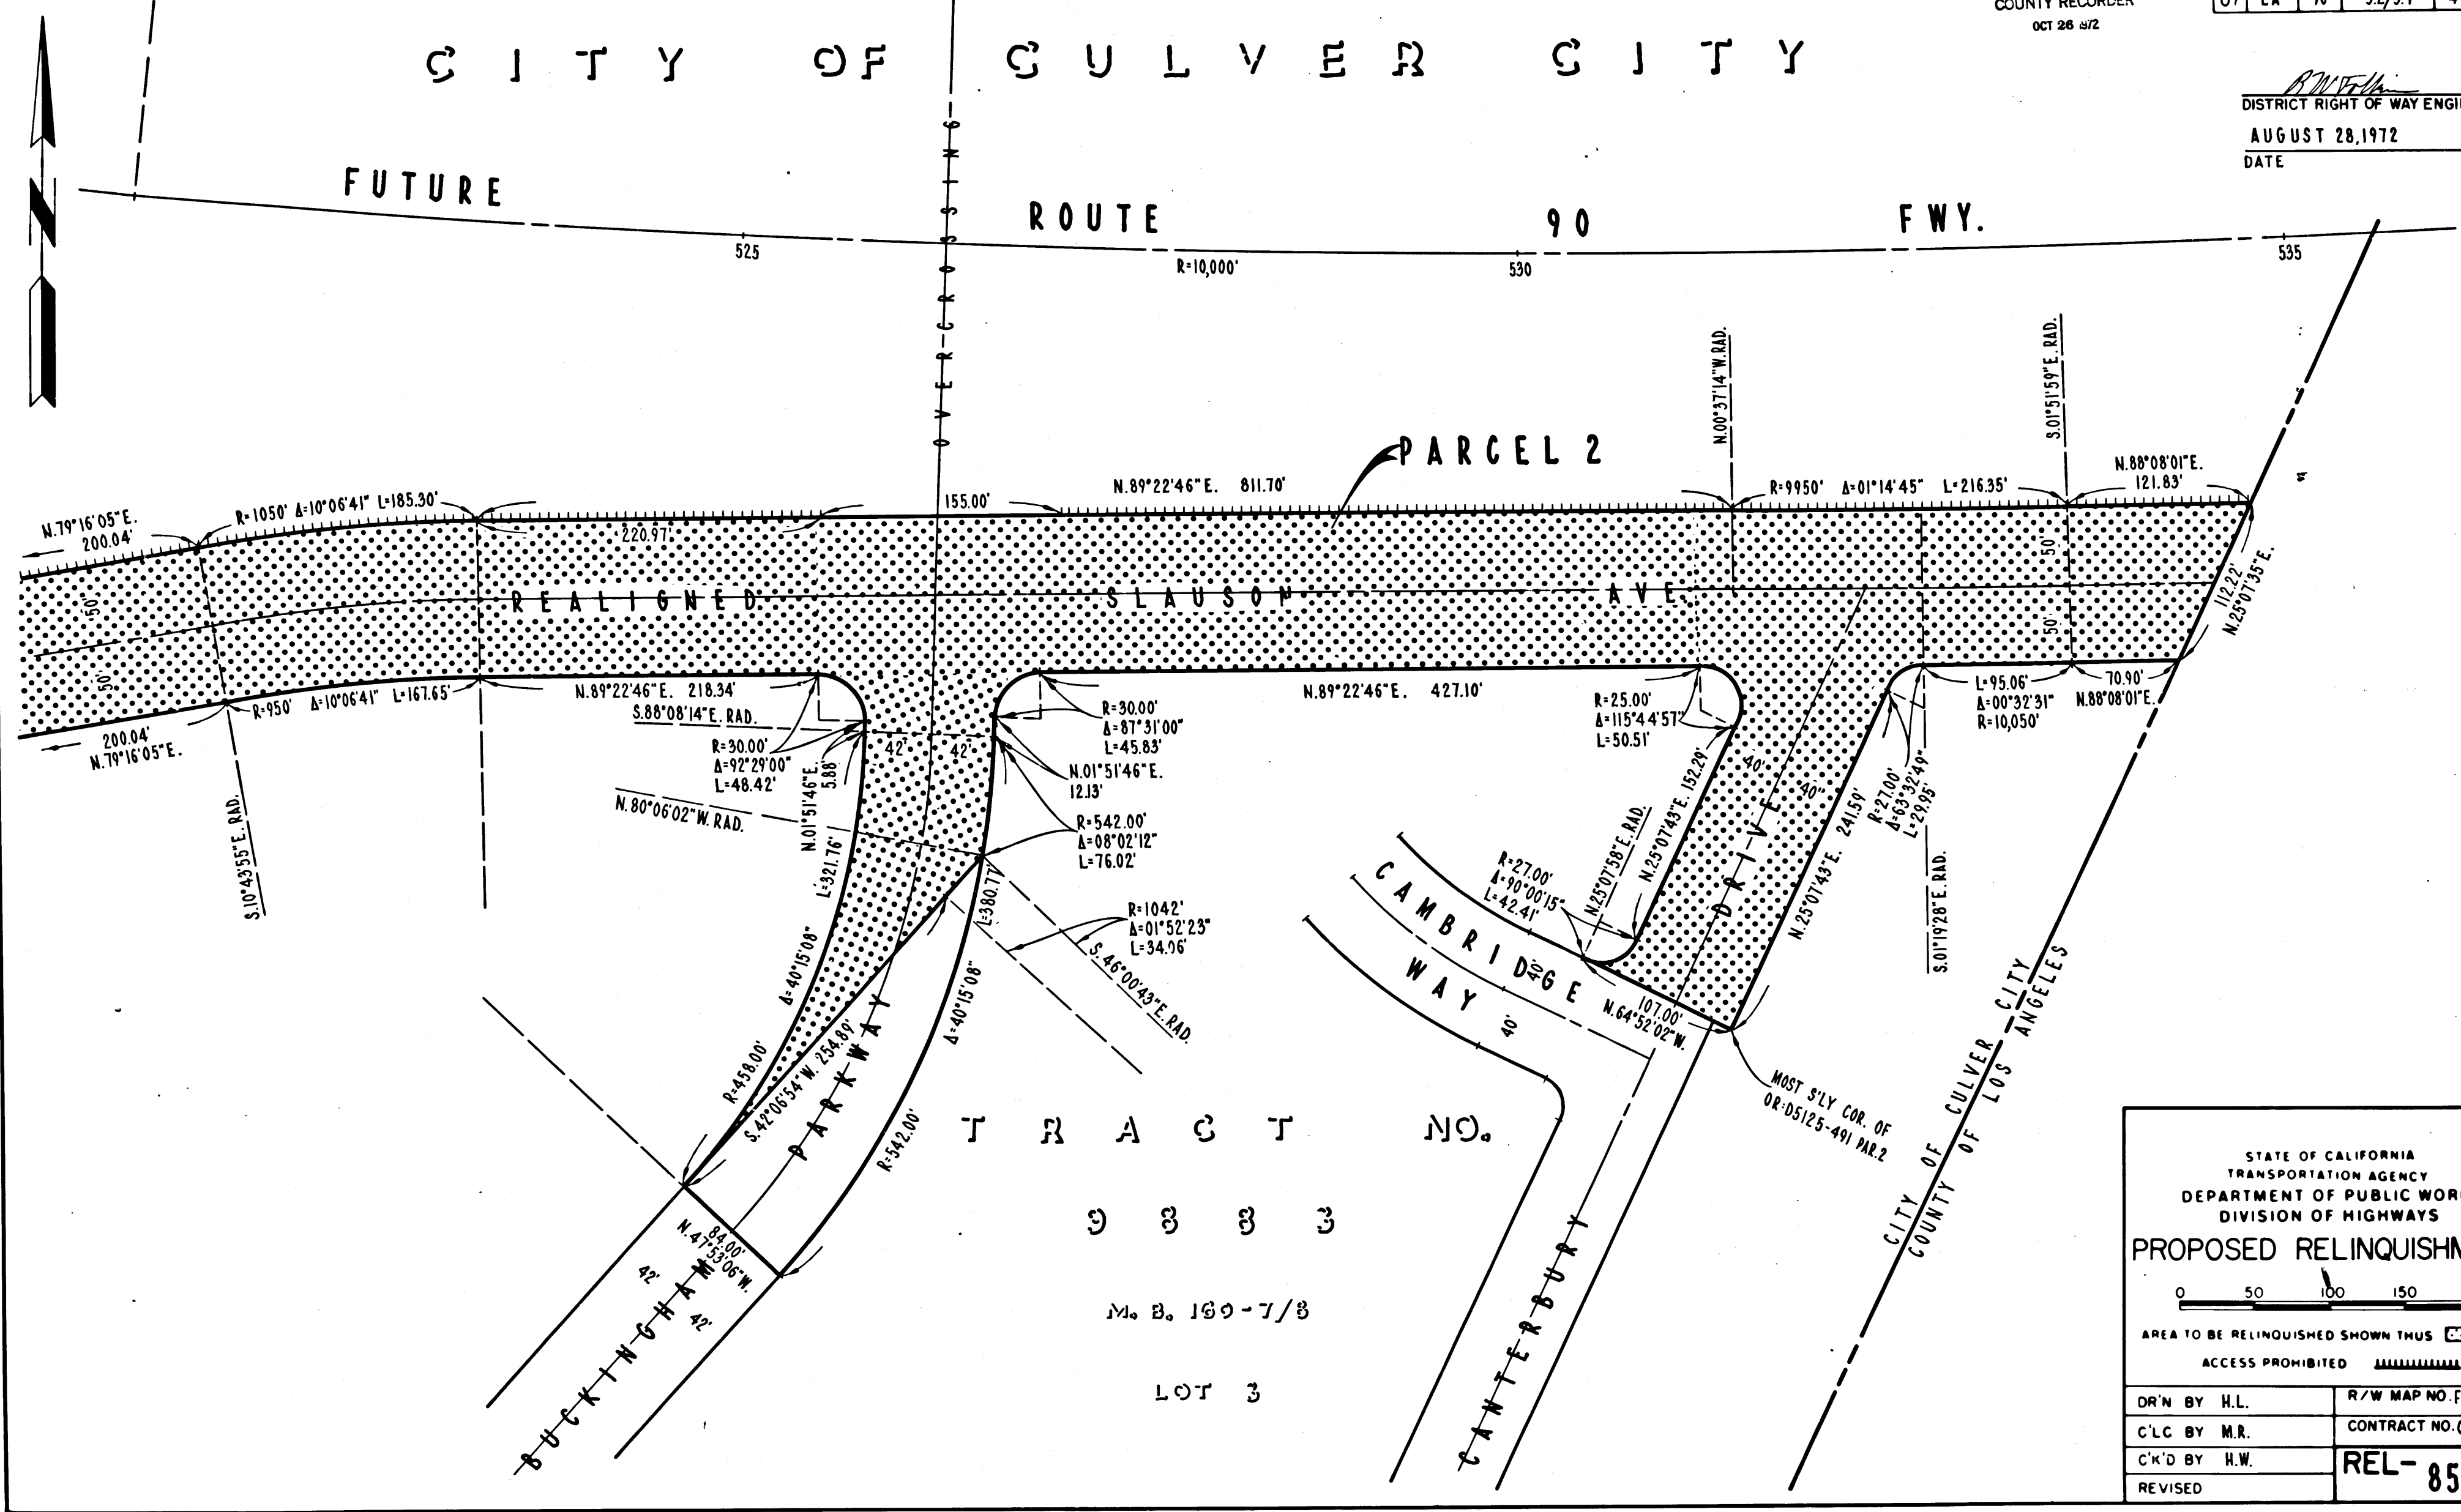 COUNTY RECORDER
OCT 26 1972
07 LA 90
CITY OF CULVER CITY
DISTRICT RIGHT OF WAY
AUGUST 28,1972
DATE
N
FUTURE ROUTE 90 FWY.
525
R=10,000'
530
535
OVERCROSSING
N.00°37'14"W.RAD.
S.01°51'59"E.RAD.
PARCEL 2
N.79°16'05"E.
200.04'
R=1050' Δ=10°06'41" L=185.30'
220.97'
155.00'
N.89°22'46"E. 811.70'
R=9950' Δ=01°14'45" L=216.35'
N.88°08'01"E.
121.83'
50'
50'
REALIGNED SLAUSON AVE.
50'
50'
112.22'
N.25°07'35"E.
200.04'
N.79°16'05"E.
R=950' Δ=10°06'41" L=167.65'
N.89°22'46"E. 218.34'
S.88°08'14"E. RAD.
R=30.00'
Δ=92°29'00"
L=48.42'
N.01°51'46"E.
5.88'
42' 42'
R=30.00'
Δ=87°31'00"
L=45.83'
N.01°51'46"E.
12.13'
N.89°22'46"E. 427.10'
R=25.00'
Δ=115°44'57"
L=50.51'
L=95.06'
Δ=00°32'31"
R=10,050'
70.90'
N.88°08'01"E.
S.10°43'55"E. RAD.
N.80°06'02"W. RAD.
R=542.00'
Δ=08°02'12"
L=76.02'
L=321.76'
Δ=40°15'08"
R=458.00'
L=380.77'
Δ=40°15'08"
R=542.00'
R=1042'
Δ=01°52'23"
L=34.06'
S.46°00'43"E.RAD.
S.42°06'54"W. 254.89'
R=27.00'
Δ=90°00'15"
L=42.41'
N.25°07'58"E.RAD.
N.25°07'43"E. 152.29'
40'
40'
DRIVE
N.25°07'43"E. 241.59'
R=27.00'
Δ=63°32'49"
L=29.95'
S.01°19'28"E.RAD.
CAMBRIDGE
WAY
40'
40'
107.00'
N.64°52'02"W.
MOST S'LY COR. OF
OR:D5125-491 PAR.2
CITY OF CULVER CITY
COUNTY OF LOS ANGELES
PARKWAY
84.00'
N.47°53'06"W.
42'
42'
BUCKINGHAM
CANTERBURY
TRACT NO.
9883
M.B. 160-7/8
LOT 3
STATE OF CALIFORNIA
TRANSPORTATION AGENCY
DEPARTMENT OF PUBLIC
DIVISION OF HIGHWAYS
PROPOSED
0 50 100 150
AREA TO BE RELINQUISHED SHOWN THUS
ACCESS PROHIBITED
DR'N BY H.L.
R/W MAP NO.
C'LC BY M.R.
CONTRACT NO.
C'K'D BY H.W.
REL- 85
REVISED